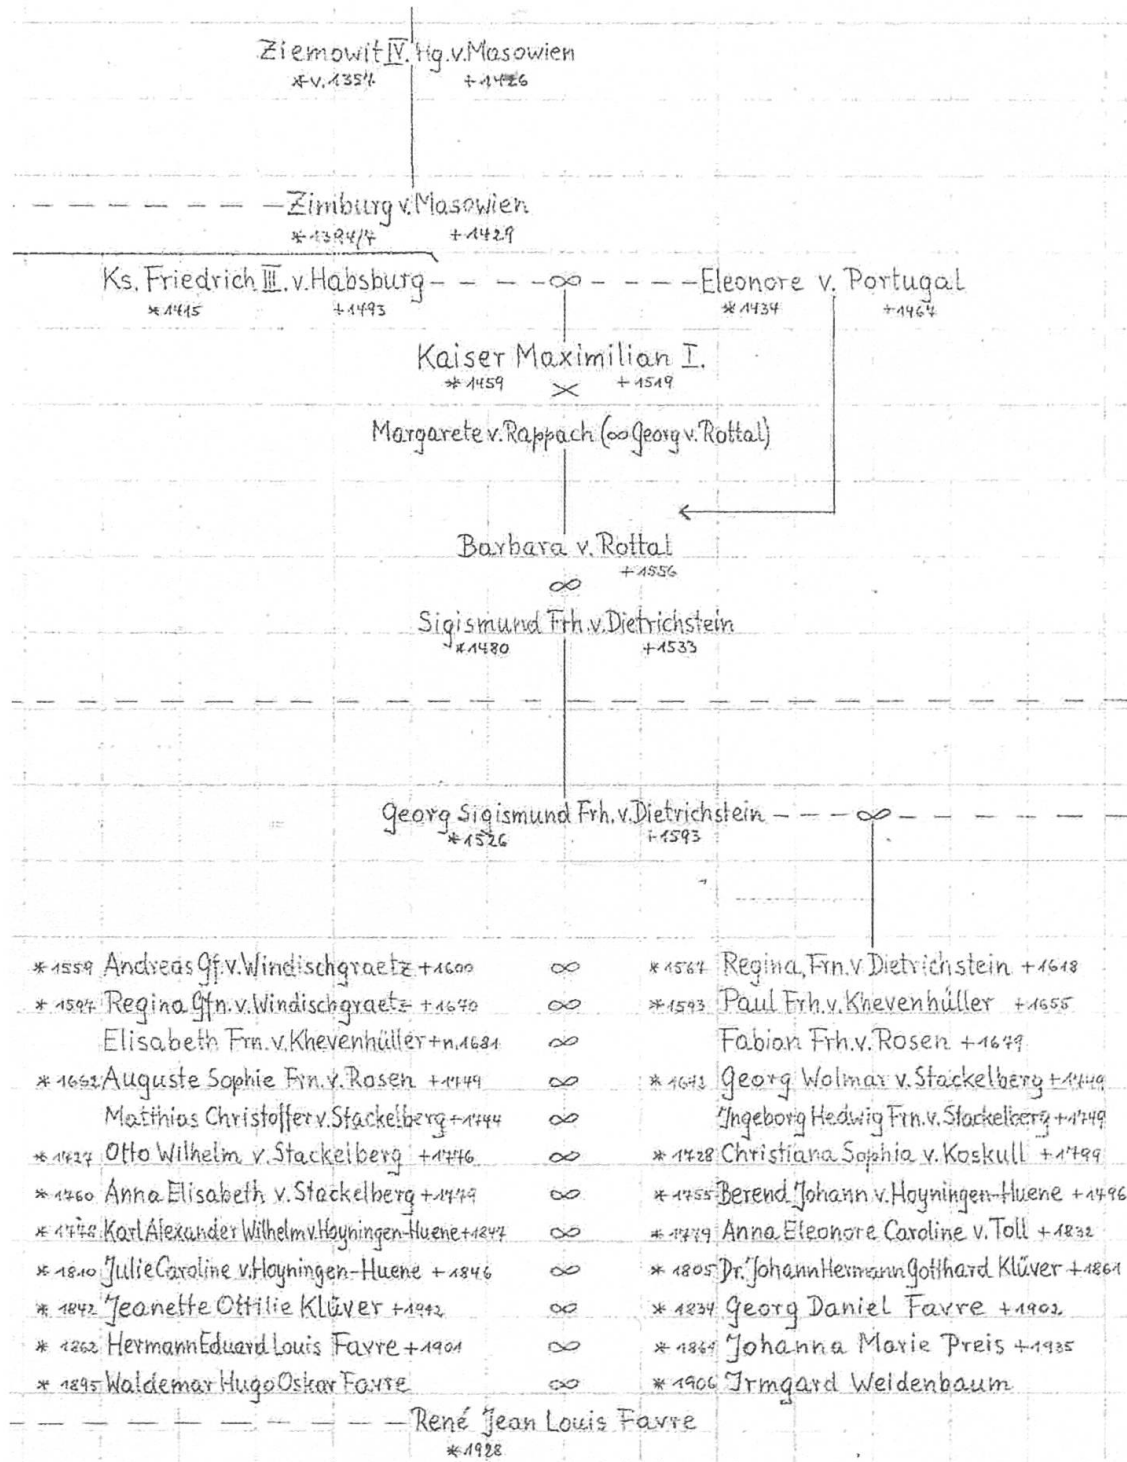 Ziemowit IV. Hg. v. Masowien
*v. 1357 +1426
Zimburg v. Masowien
*1394/7 +1429
Ks. Friedrich III. v. Habsburg ∞ Eleonore v. Portugal
*1415 +1493 *1434 +1467
Kaiser Maximilian I.
*1459 × +1519
Margarete v. Rappach (∞ Georg v. Rottal)
Barbara v. Rottal
+1556
∞
Sigismund Frh. v. Dietrichstein
*1480 +1533
Georg Sigismund Frh. v. Dietrichstein ∞
*1526 +1593
*1559 Andreas Gf. v. Windischgraetz +1600 ∞ *1567 Regina, Frn. v Dietrichstein +1618
*1597 Regina Gfn. v. Windischgraetz +1670 ∞ *1593 Paul Frh. v. Khevenhüller +1655
Elisabeth Frn. v. Khevenhüller +n. 1681 ∞ Fabian Frh. v. Rosen +1679
*1652 Auguste Sophie Frn. v. Rosen +1749 ∞ Georg Wolmar v. Stackelberg
Matthias Christoffer v. Stackelberg +1744 ∞ Ingeborg Hedwig Frn. v. Stackelberg +1749
*1727 Otto Wilhelm v. Stackelberg +1776 ∞ *1728 Christiana Sophia v. Koskull +1799
*1760 Anna Elisabeth v. Stackelberg +1779 ∞ *1755 Berend Johann v. Hoyningen-Huene +1796
*1778 Karl Alexander Wilhelm v. Hoyningen-Huene +1847 ∞ *1779 Anna Eleonore Caroline v. Toll +1832
*1810 Julie Caroline v. Hoyningen-Huene +1846 ∞ *1805 Dr. Johann Hermann Gotthard Klüver +1861
*1842 Jeanette Ottilie Klüver +1912 ∞ *1834 Georg Daniel Favre +1902
*1862 Hermann Eduard Louis Favre +1901 ∞ *1861 Johanna Marie Preis +1935
*1895 Waldemar Hugo Oskar Favre ∞ *1906 Irmgard Weidenbaum
René Jean Louis Favre
*1928